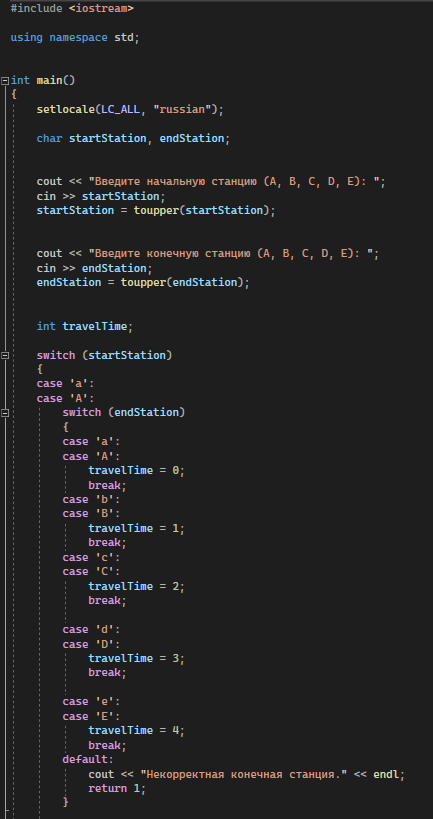 #include <iostream>
using namespace std;
int main()
{
setlocale(LC_ALL, "russian");
char startStation, endStation;
cout << "Введите начальную станцию (A, B, C, D, E): ";
cin >> startStation;
startStation = toupper(startStation);
cout << "Введите конечную станцию (A, B, C, D, E): ";
cin >> endStation;
endStation = toupper(endStation);
int travelTime;
switch (startStation)
{
case 'a':
case 'A':
switch (endStation)
{
case 'a':
case 'A':
travelTime = 0;
break;
case 'b':
case 'B':
travelTime = 1;
break;
case 'c':
case 'C':
travelTime = 2;
break;
case 'd':
case 'D':
travelTime = 3;
break;
case 'e':
case 'E':
travelTime = 4;
break;
default:
cout << "Некорректная конечная станция." << endl;
return 1;
}